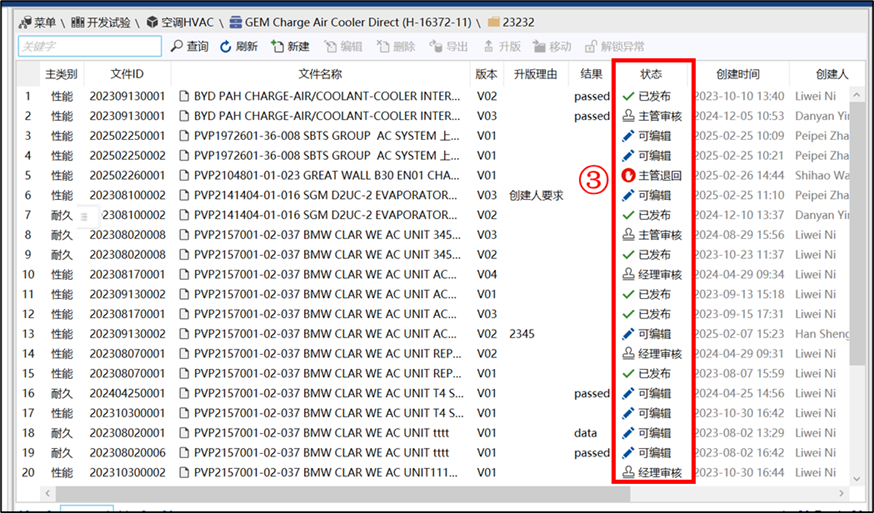 菜单 \ 开发试验 \ 空调HVAC \ GEM Charge Air Cooler Direct (H-16372-11) \ 23232
关键字 查询 刷新 新建 编辑 删除 导出 升版 移动 解锁异常
主类别 文件ID 文件名称 版本 升版理由 结果 状态 创建时间 创建人
1 性能 202309130001 BYD PAH CHARGE-AIR/COOLANT-COOLER INTER... V02 passed 已发布 2023-10-10 13:40 Liwei Ni
2 性能 202309130001 BYD PAH CHARGE-AIR/COOLANT-COOLER INTER... V03 passed 主管审核 2024-12-05 10:53 Danyan Yin
3 性能 202502250001 PVP1972601-36-008 SBTS GROUP AC SYSTEM 上... V01 可编辑 2025-02-25 10:09 Peipei Zha
4 性能 202502250001 PVP1972601-36-008 SBTS GROUP AC SYSTEM 上... V01 可编辑 2025-02-25 10:21 Peipei Zha
5 性能 202502260001 PVP2104801-01-023 GREAT WALL B30 EN01 CHA... V01 主管退回 2025-02-26 14:44 Shihao Wa
③
6 性能 202308100002 PVP2141404-01-016 SGM D2UC-2 EVAPORATOR... V03 创建人要求 可编辑 2025-02-25 11:10 Peipei Zha
7 耐久 2308100002 PVP2141404-01-016 SGM D2UC-2 EVAPORATOR... V02 已发布 2024-12-10 13:37 Danyan Yin
8 耐久 202308020008 PVP2157001-02-037 BMW CLAR WE AC UNIT 345... V03 主管审核 2024-08-29 15:56 Liwei Ni
9 耐久 202308020008 PVP2157001-02-037 BMW CLAR WE AC UNIT 345... V02 已发布 2023-10-23 11:37 Liwei Ni
10 性能 202308170001 PVP2157001-02-037 BMW CLAR WE AC UNIT AC... V04 经理审核 2024-04-29 09:34 Liwei Ni
11 性能 202309130002 PVP2157001-02-037 BMW CLAR WE AC UNIT AC... V01 已发布 2023-09-13 15:18 Liwei Ni
12 性能 202308170001 PVP2157001-02-037 BMW CLAR WE AC UNIT AC... V03 已发布 2023-09-15 17:31 Liwei Ni
13 性能 202309130002 PVP2157001-02-037 BMW CLAR WE AC UNIT AC... V02 2345 可编辑 2025-02-07 15:23 Han Sheng
14 性能 202308070001 PVP2157001-02-037 BMW CLAR WE AC UNIT REP... V02 经理审核 2024-04-29 09:31 Liwei Ni
15 性能 202308070001 PVP2157001-02-037 BMW CLAR WE AC UNIT REP... V01 已发布 2023-08-07 15:59 Liwei Ni
16 耐久 202404250001 PVP2157001-02-037 BMW CLAR WE AC UNIT T4 S... V01 passed 可编辑 2024-04-25 14:56 Liwei Ni
17 性能 202310300001 PVP2157001-02-037 BMW CLAR WE AC UNIT T4 S... V01 可编辑 2023-10-30 16:42 Liwei Ni
18 耐久 202308020001 PVP2157001-02-037 BMW CLAR WE AC UNIT tttt V01 data 可编辑 2023-08-02 13:29 Liwei Ni
19 耐久 202308020006 PVP2157001-02-037 BMW CLAR WE AC UNIT tttt V01 passed 可编辑 2023-08-02 16:42 Liwei Ni
20 性能 202310300002 PVP2157001-02-037 BMW CLAR WE AC UNIT111... V02 经理审核 2023-10-30 16:44 Liwei Ni